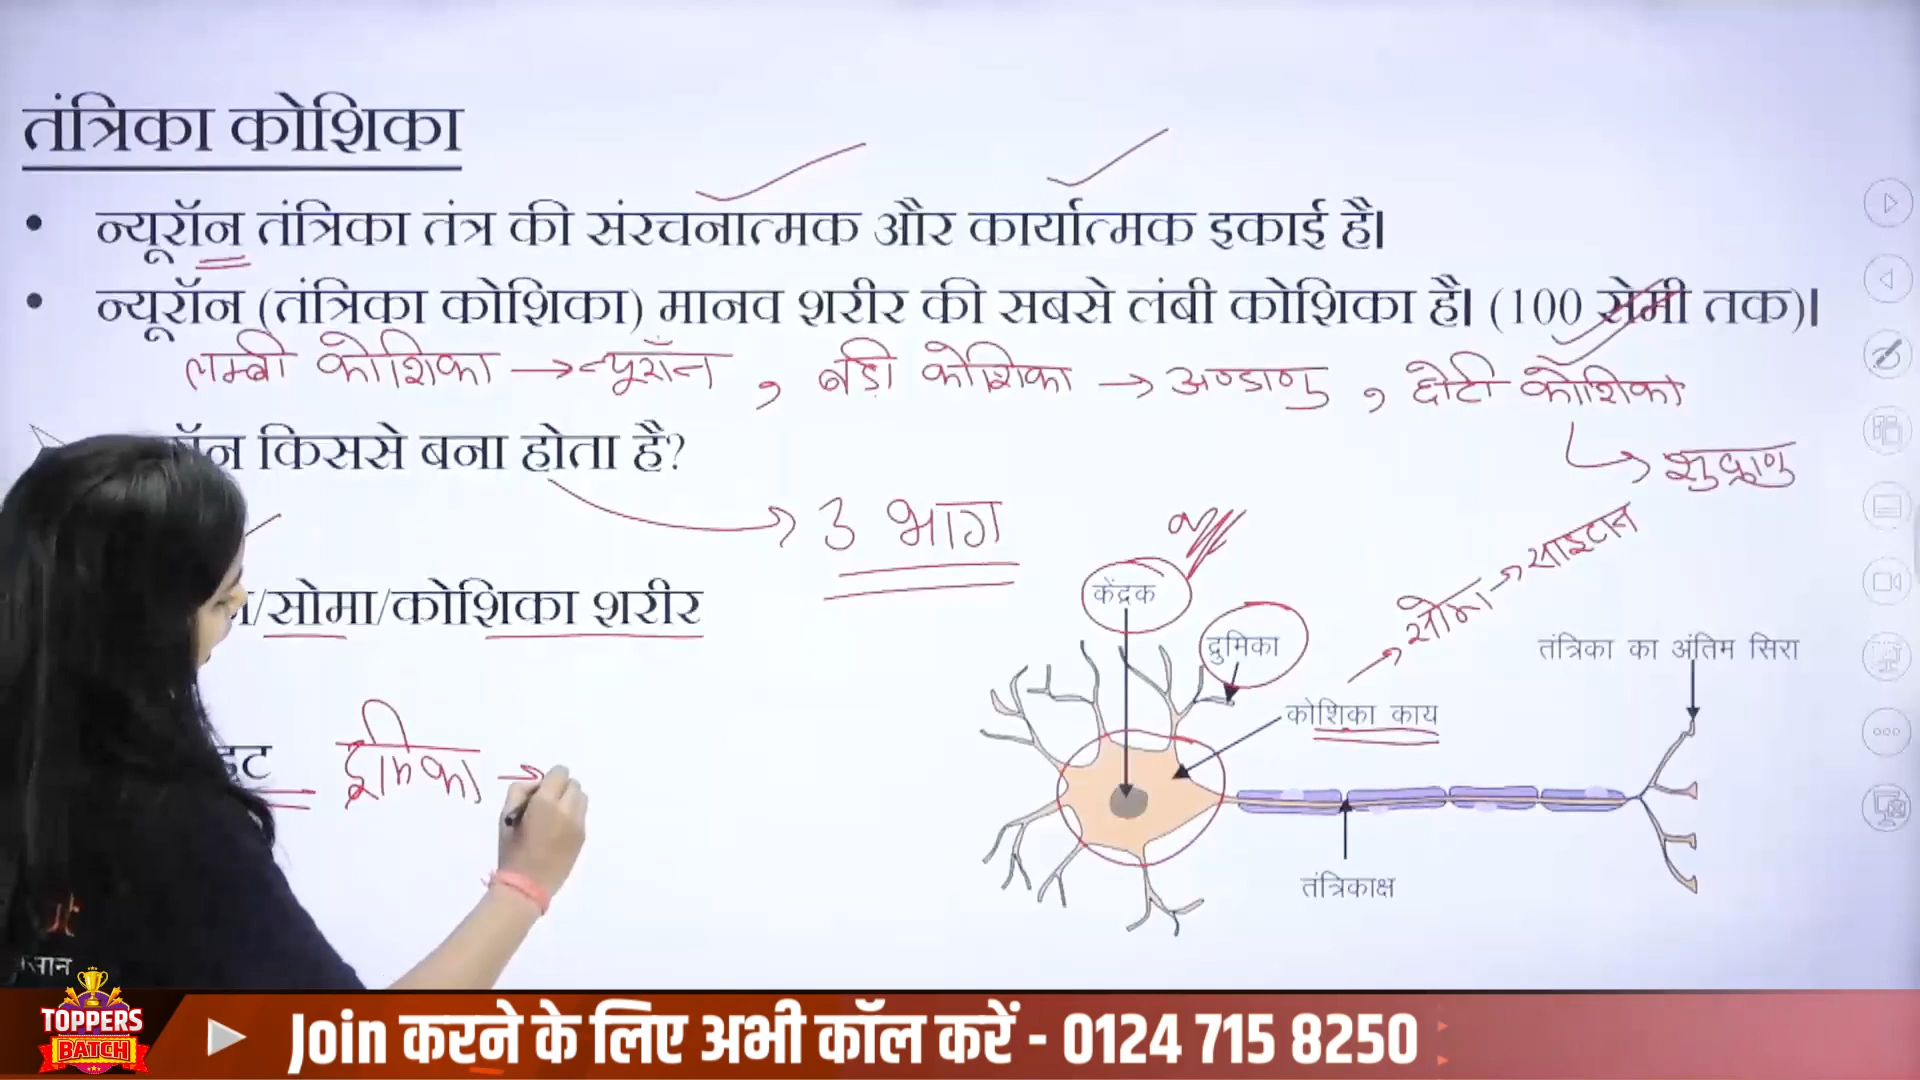 तंत्रिका कोशिका
• न्यूरॉन तंत्रिका तंत्र की संरचनात्मक और कार्यात्मक इकाई है।
• न्यूरॉन (तंत्रिका कोशिका) मानव शरीर की सबसे लंबी कोशिका है। (100 सेमी तक)।
लम्बी कोशिका → न्यूरॉन , बड़ी कोशिका → अण्डाणु , छोटी कोशिका
↳ शुक्राणु
किससे बना होता है?
→ 3 भाग
/सोमा/कोशिका शरीर
केंद्रक
द्रुमिका
→ सोमा → साइटान
तंत्रिका का अंतिम सिरा
कोशिका काय
द्रुमिका →
तंत्रिकाक्ष
TOPPERS
BATCH
Join करने के लिए अभी कॉल करें - 0124 715 8250